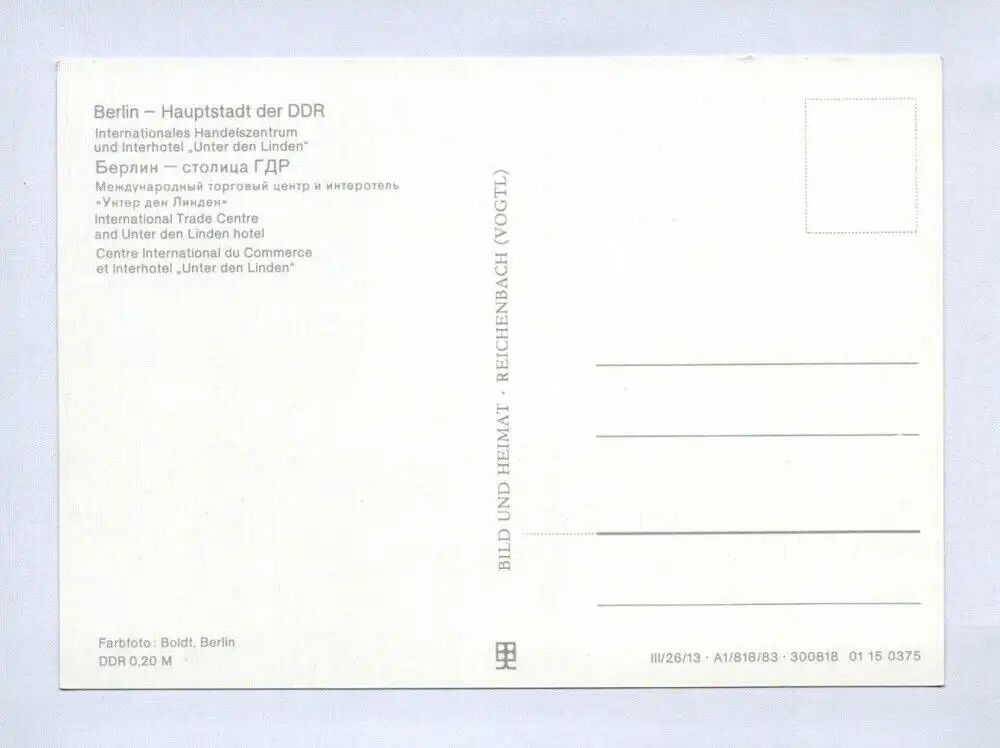 Berlin – Hauptstadt der DDR
Internationales Handelszentrum
und Interhotel „Unter den Linden“
Берлин – столица ГДР
Международный торговый центр и интеротель
«Унтер ден Линден»
International Trade Centre
and Unter den Linden hotel
Centre International du Commerce
et Interhotel „Unter den Linden“
BILD UND HEIMAT · REICHENBACH (VOGTL)
Farbfoto: Boldt, Berlin
DDR 0,20 M
III/26/13 · A1/818/83 · 300818 01 15 0375